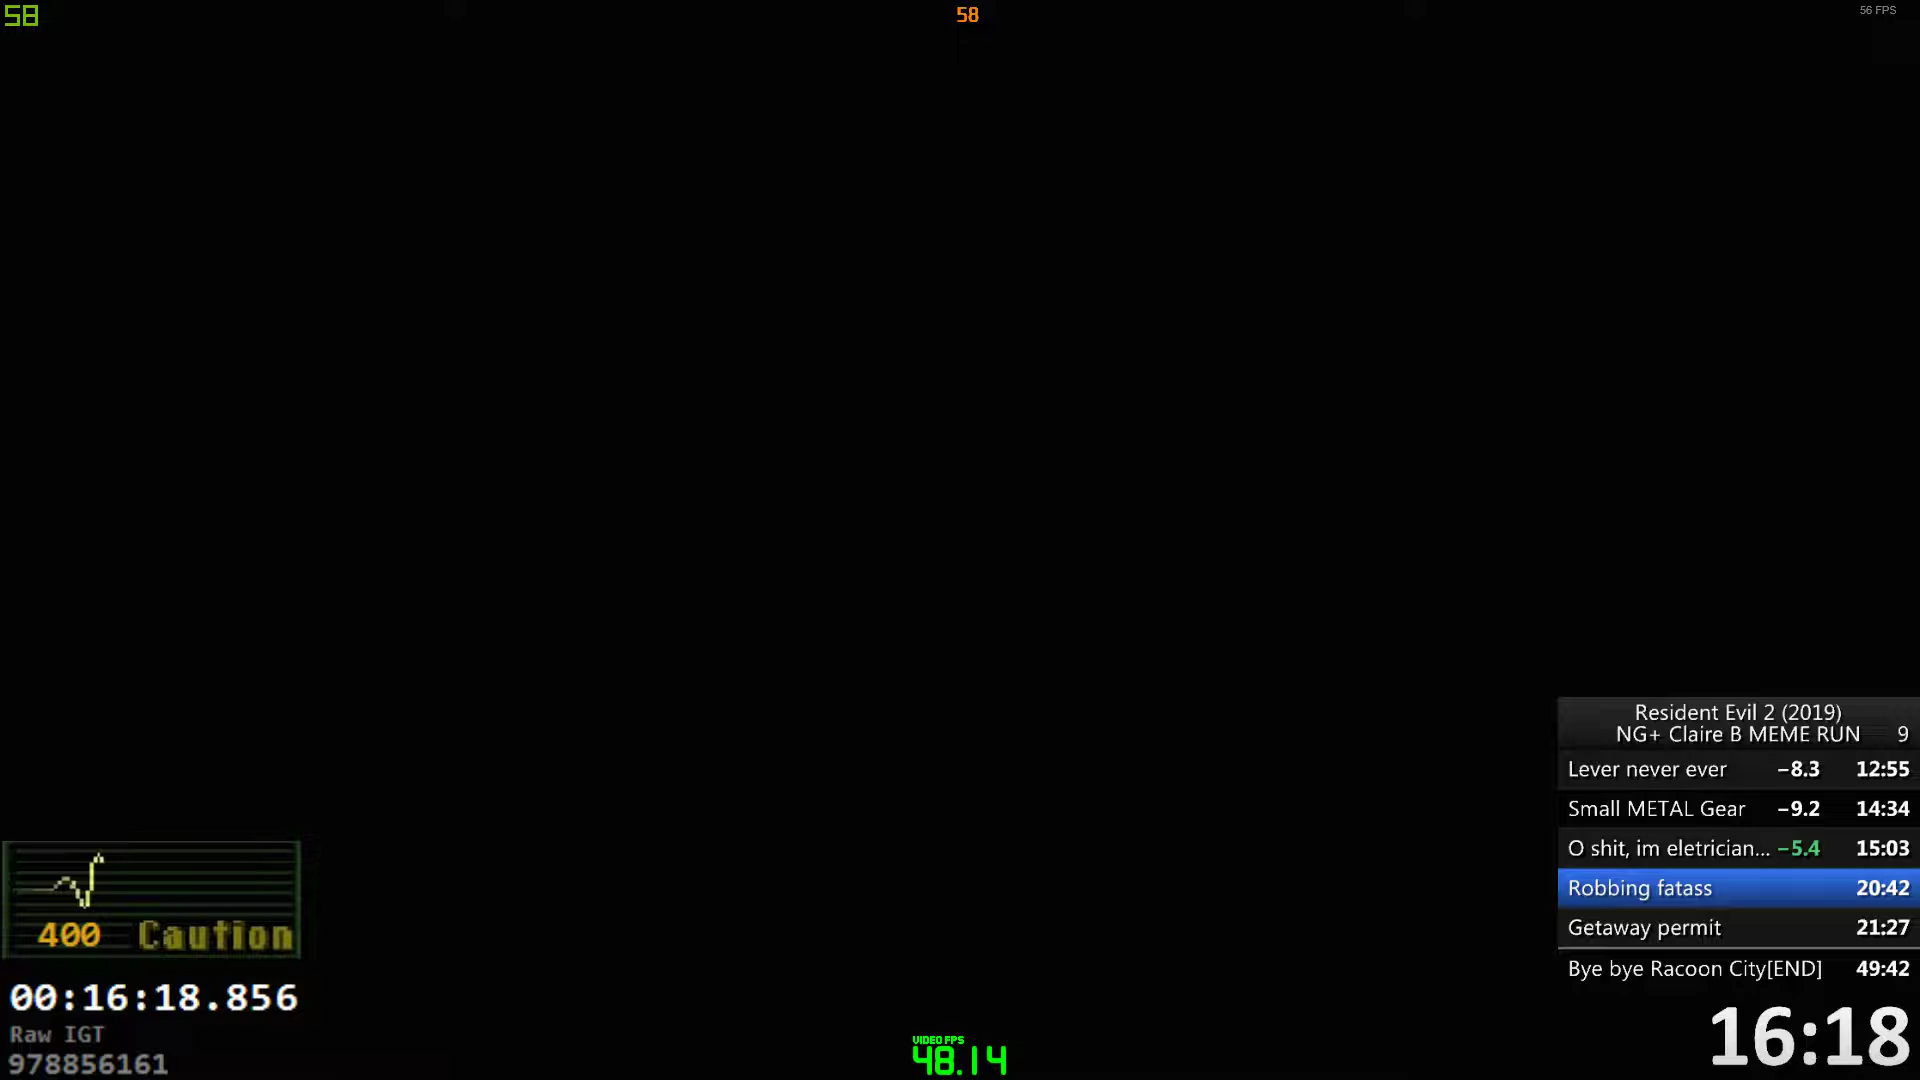 58
58
56 FPS
Resident Evil 2 (2019)
NG+ Claire B MEME RUN 9
Lever never ever −8.3 12:55
Small METAL Gear −9.2 14:34
O shit, im eletrician... −5.4 15:03
Robbing fatass 20:42
Getaway permit 21:27
Bye bye Racoon City[END] 49:42
16:18
400 Caution
00:16:18.856
Raw IGT
978856161
VIDEO FPS
48.14